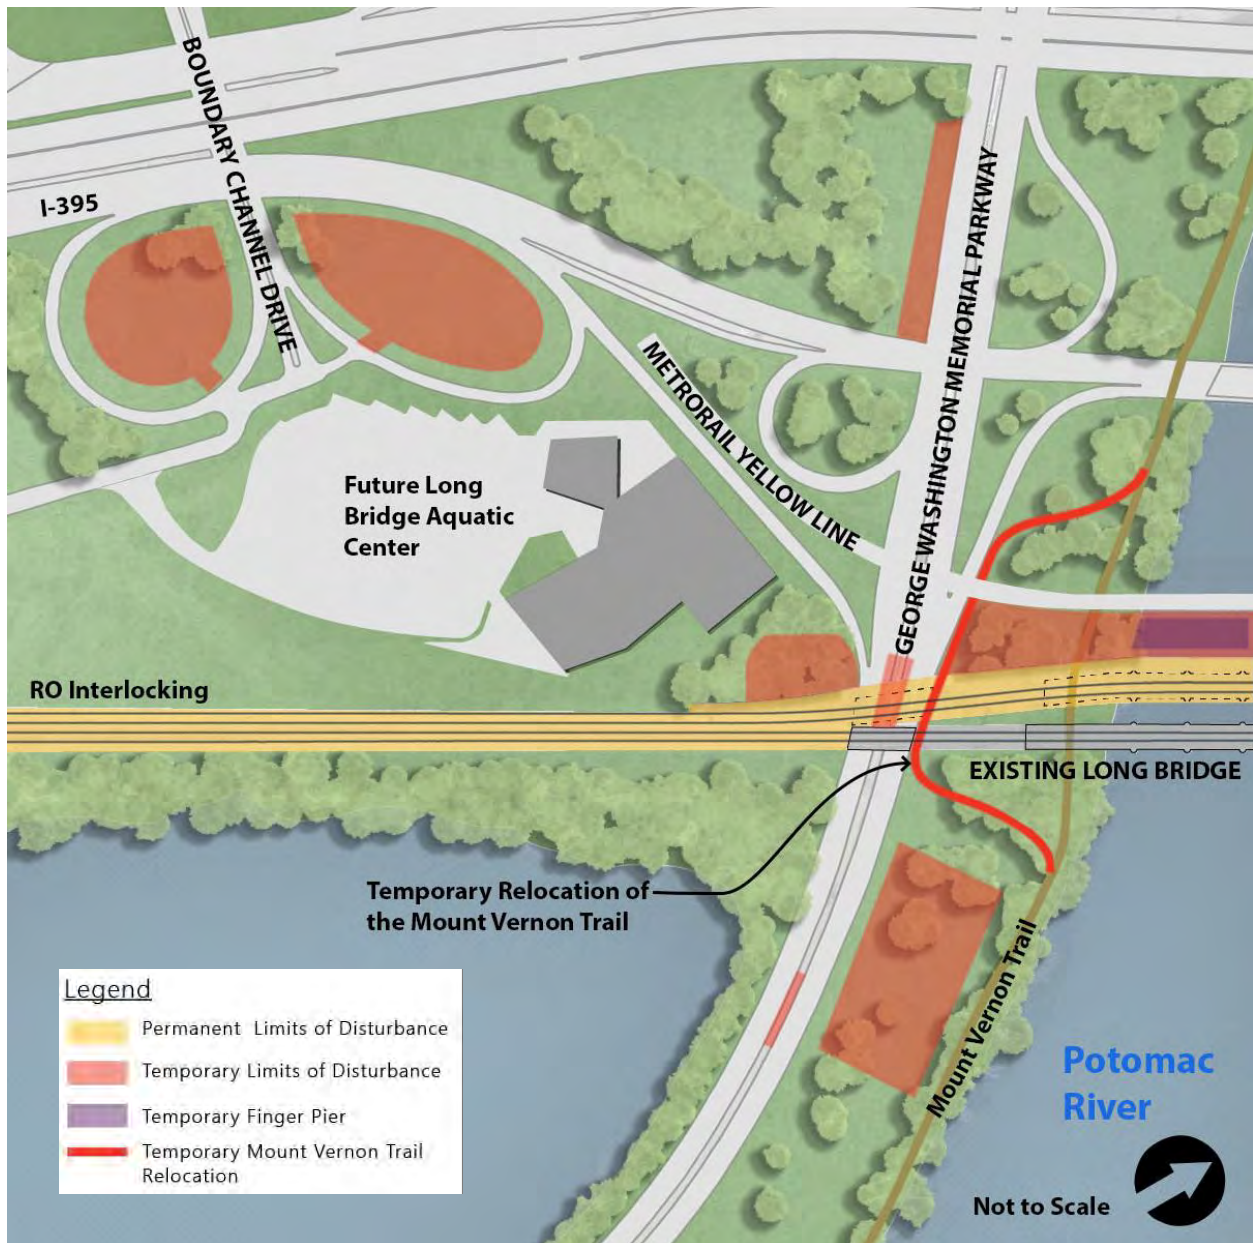 BOUNDARY CHANNEL DRIVE
I-395
GEORGE WASHINGTON MEMORIAL PARKWAY
METRORAIL YELLOW LINE
Future Long
Bridge Aquatic
Center
RO Interlocking
EXISTING LONG BRIDGE
Temporary Relocation of
the Mount Vernon Trail
Mount Vernon Trail
Legend
Permanent Limits of Disturbance
Temporary Limits of Disturbance
Temporary Finger Pier
Temporary Mount Vernon Trail
Relocation
Potomac
River
Not to Scale